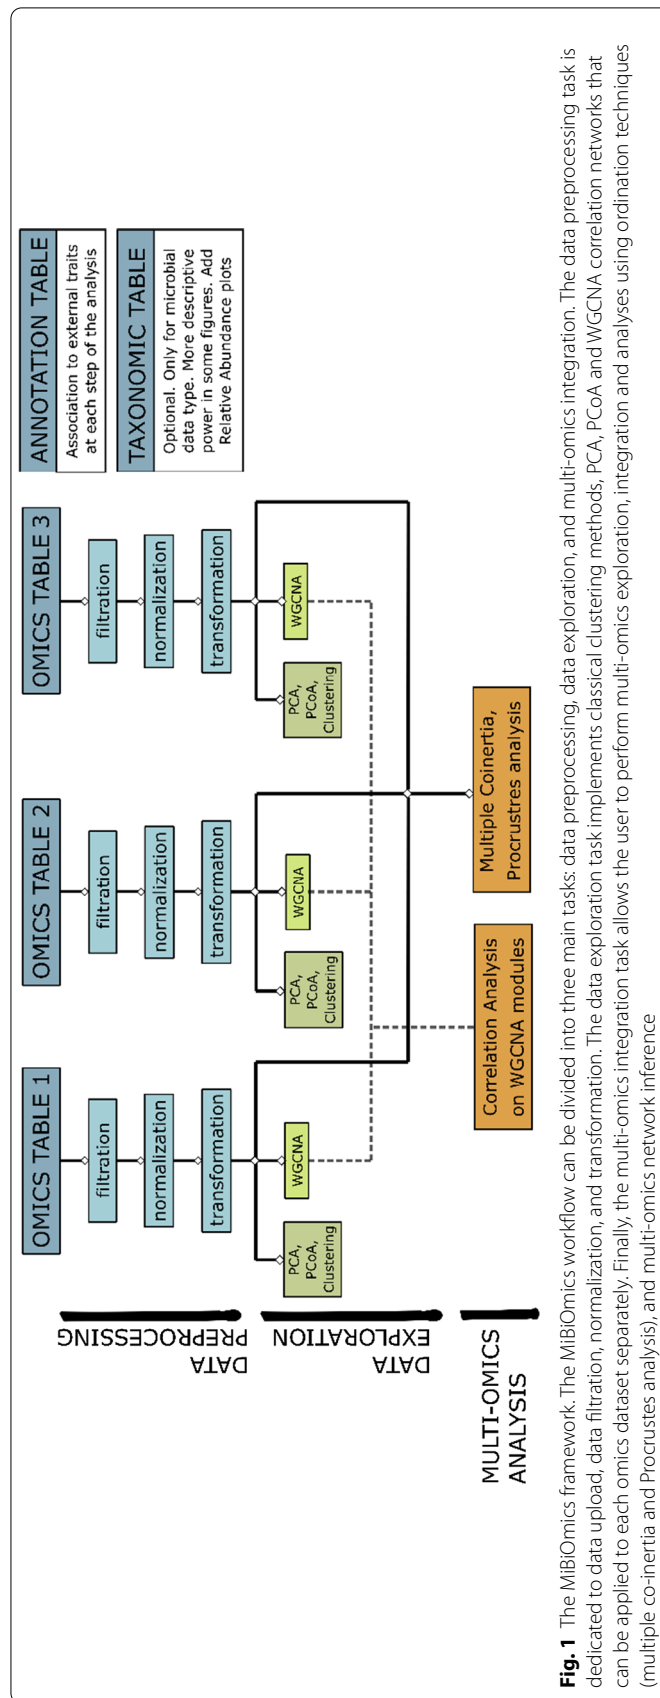 OMICS TABLE 1
OMICS TABLE 2
OMICS TABLE 3
ANNOTATION TABLE
Association to external traits
at each step of the analysis
TAXONOMIC TABLE
Optional. Only for microbial
data type. More descriptive
power in some figures. Add
Relative Abundance plots
DATA
PREPROCESSING
filtration
filtration
filtration
normalization
normalization
normalization
transformation
transformation
transformation
DATA
EXPLORATION
PCA,
PCoA,
Clustering
WGCNA
PCA,
PCoA,
Clustering
WGCNA
PCA,
PCoA,
Clustering
WGCNA
MULTI-OMICS
ANALYSIS
Correlation Analysis
on WGCNA modules
Multiple Coinertia,
Procrustres analysis
Fig. 1 The MiBiOmics framework. The MiBiOmics workflow can be divided into three main tasks: data preprocessing, data exploration, and multi-omics integration. The data preprocessing task is
dedicated to data upload, data filtration, normalization, and transformation. The data exploration task implements classical clustering methods, PCA, PCoA and WGCNA correlation networks that
can be applied to each omics dataset separately. Finally, the multi-omics integration task allows the user to perform multi-omics exploration, integration and analyses using ordination techniques
(multiple co-inertia and Procrustes analysis), and multi-omics network inference